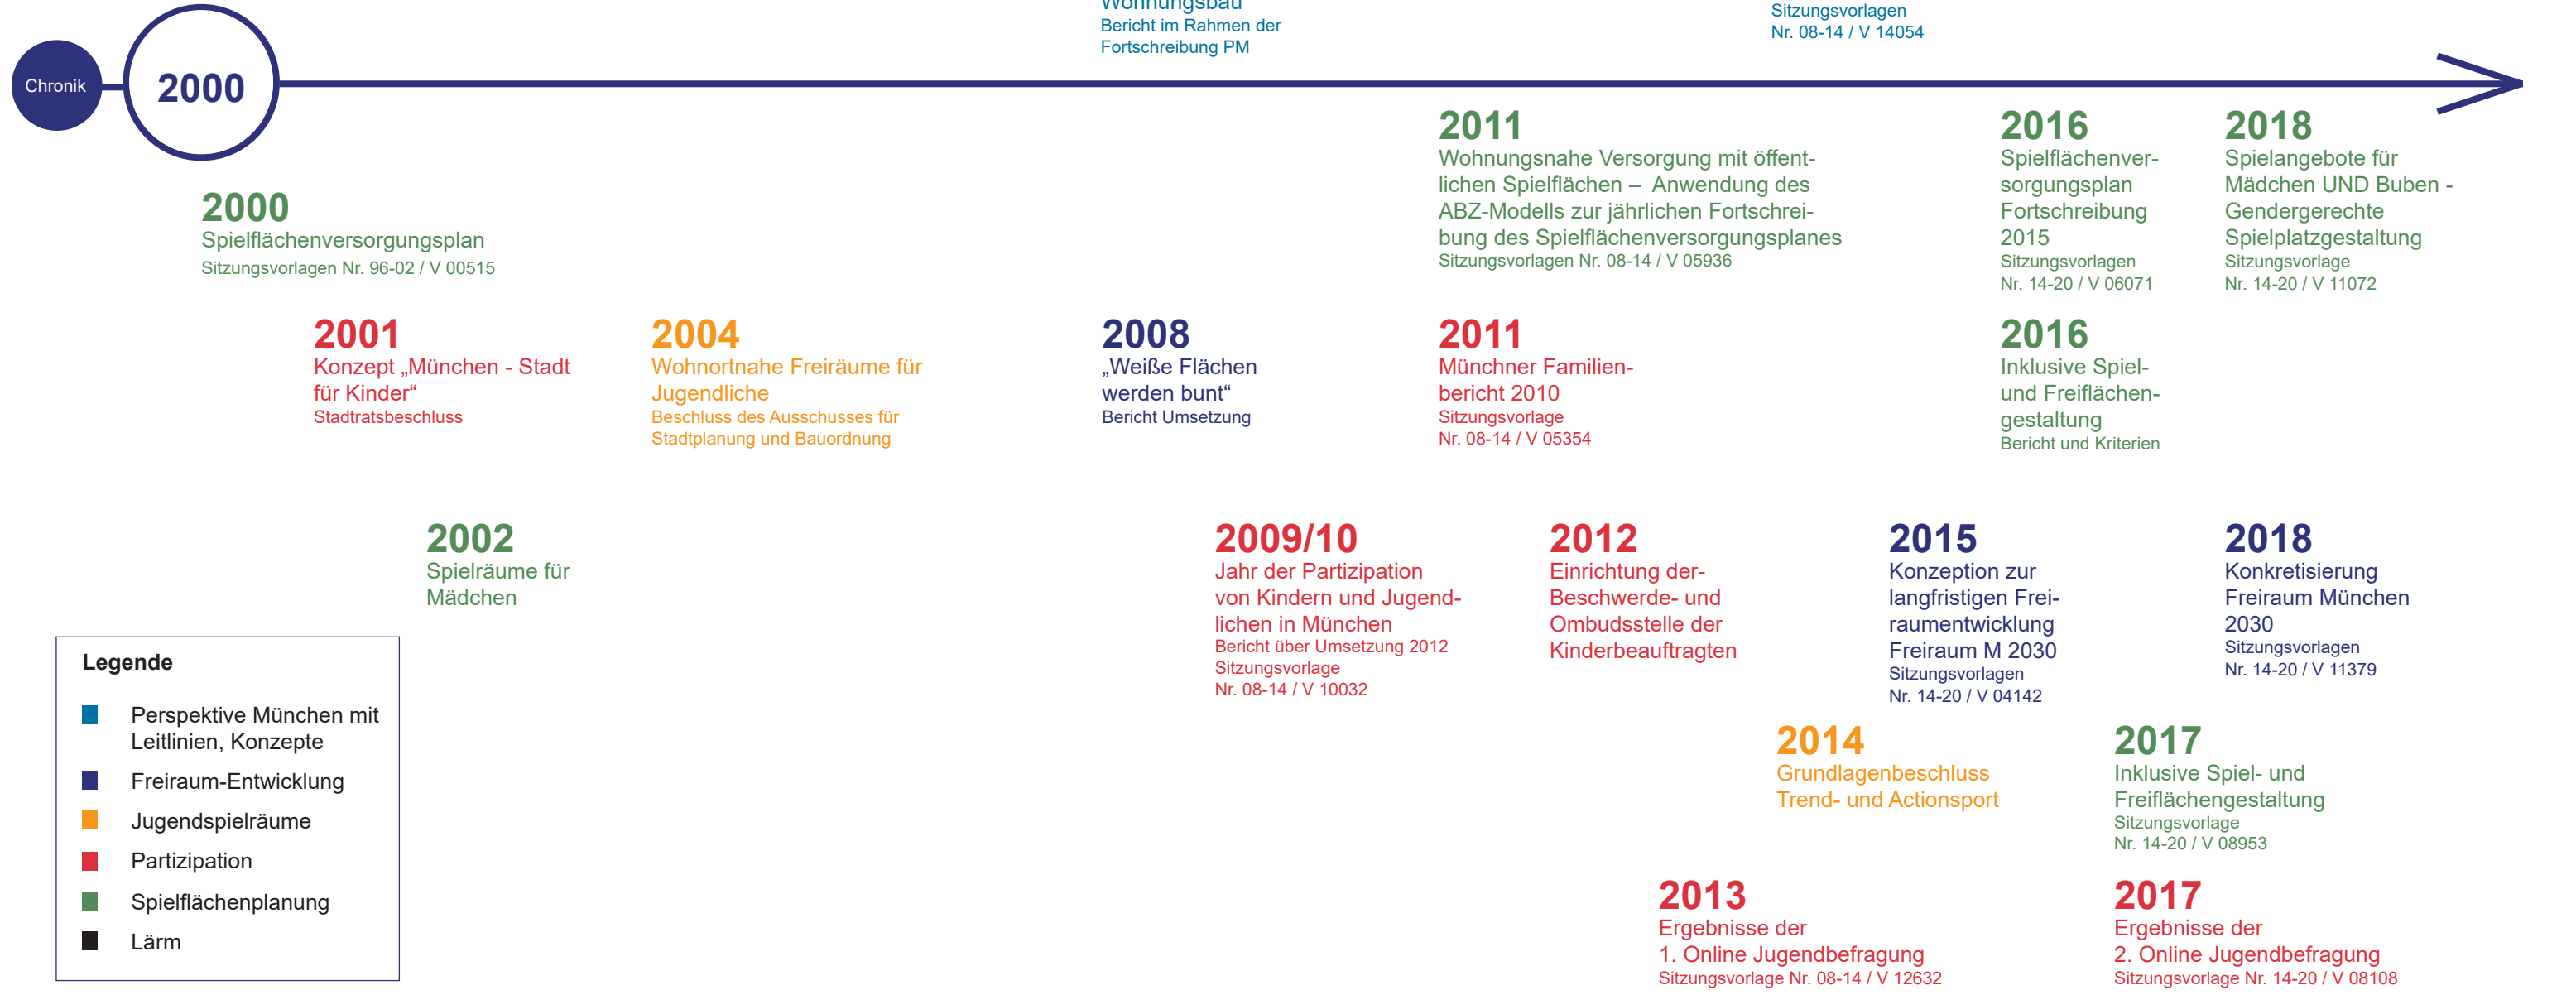 Wohnungsbau
Bericht im Rahmen der
Fortschreibung PM
Sitzungsvorlagen
Nr. 08-14 / V 14054
Chronik
2000
2000
Spielflächenversorgungsplan
Sitzungsvorlagen Nr. 96-02 / V 00515
2011
Wohnungsnahe Versorgung mit öffent-
lichen Spielflächen – Anwendung des
ABZ-Modells zur jährlichen Fortschrei-
bung des Spielflächenversorgungsplanes
Sitzungsvorlagen Nr. 08-14 / V 05936
2016
Spielflächenver-
sorgungsplan
Fortschreibung
2015
Sitzungsvorlagen
Nr. 14-20 / V 06071
2018
Spielangebote für
Mädchen UND Buben -
Gendergerechte
Spielplatzgestaltung
Sitzungsvorlage
Nr. 14-20 / V 11072
2001
Konzept „München - Stadt
für Kinder“
Stadtratsbeschluss
2004
Wohnortnahe Freiräume für
Jugendliche
Beschluss des Ausschusses für
Stadtplanung und Bauordnung
2008
„Weiße Flächen
werden bunt“
Bericht Umsetzung
2011
Münchner Familien-
bericht 2010
Sitzungsvorlage
Nr. 08-14 / V 05354
2016
Inklusive Spiel-
und Freiflächen-
gestaltung
Bericht und Kriterien
2002
Spielräume für
Mädchen
2009/10
Jahr der Partizipation
von Kindern und Jugend-
lichen in München
Bericht über Umsetzung 2012
Sitzungsvorlage
Nr. 08-14 / V 10032
2012
Einrichtung der-
Beschwerde- und
Ombudsstelle der
Kinderbeauftragten
2015
Konzeption zur
langfristigen Frei-
raumentwicklung
Freiraum M 2030
Sitzungsvorlagen
Nr. 14-20 / V 04142
2018
Konkretisierung
Freiraum München
2030
Sitzungsvorlagen
Nr. 14-20 / V 11379
2014
Grundlagenbeschluss
Trend- und Actionsport
2017
Inklusive Spiel- und
Freiflächengestaltung
Sitzungsvorlage
Nr. 14-20 / V 08953
2013
Ergebnisse der
1. Online Jugendbefragung
Sitzungsvorlage Nr. 08-14 / V 12632
2017
Ergebnisse der
2. Online Jugendbefragung
Sitzungsvorlage Nr. 14-20 / V 08108
Legende
Perspektive München mit
Leitlinien, Konzepte
Freiraum-Entwicklung
Jugendspielräume
Partizipation
Spielflächenplanung
Lärm